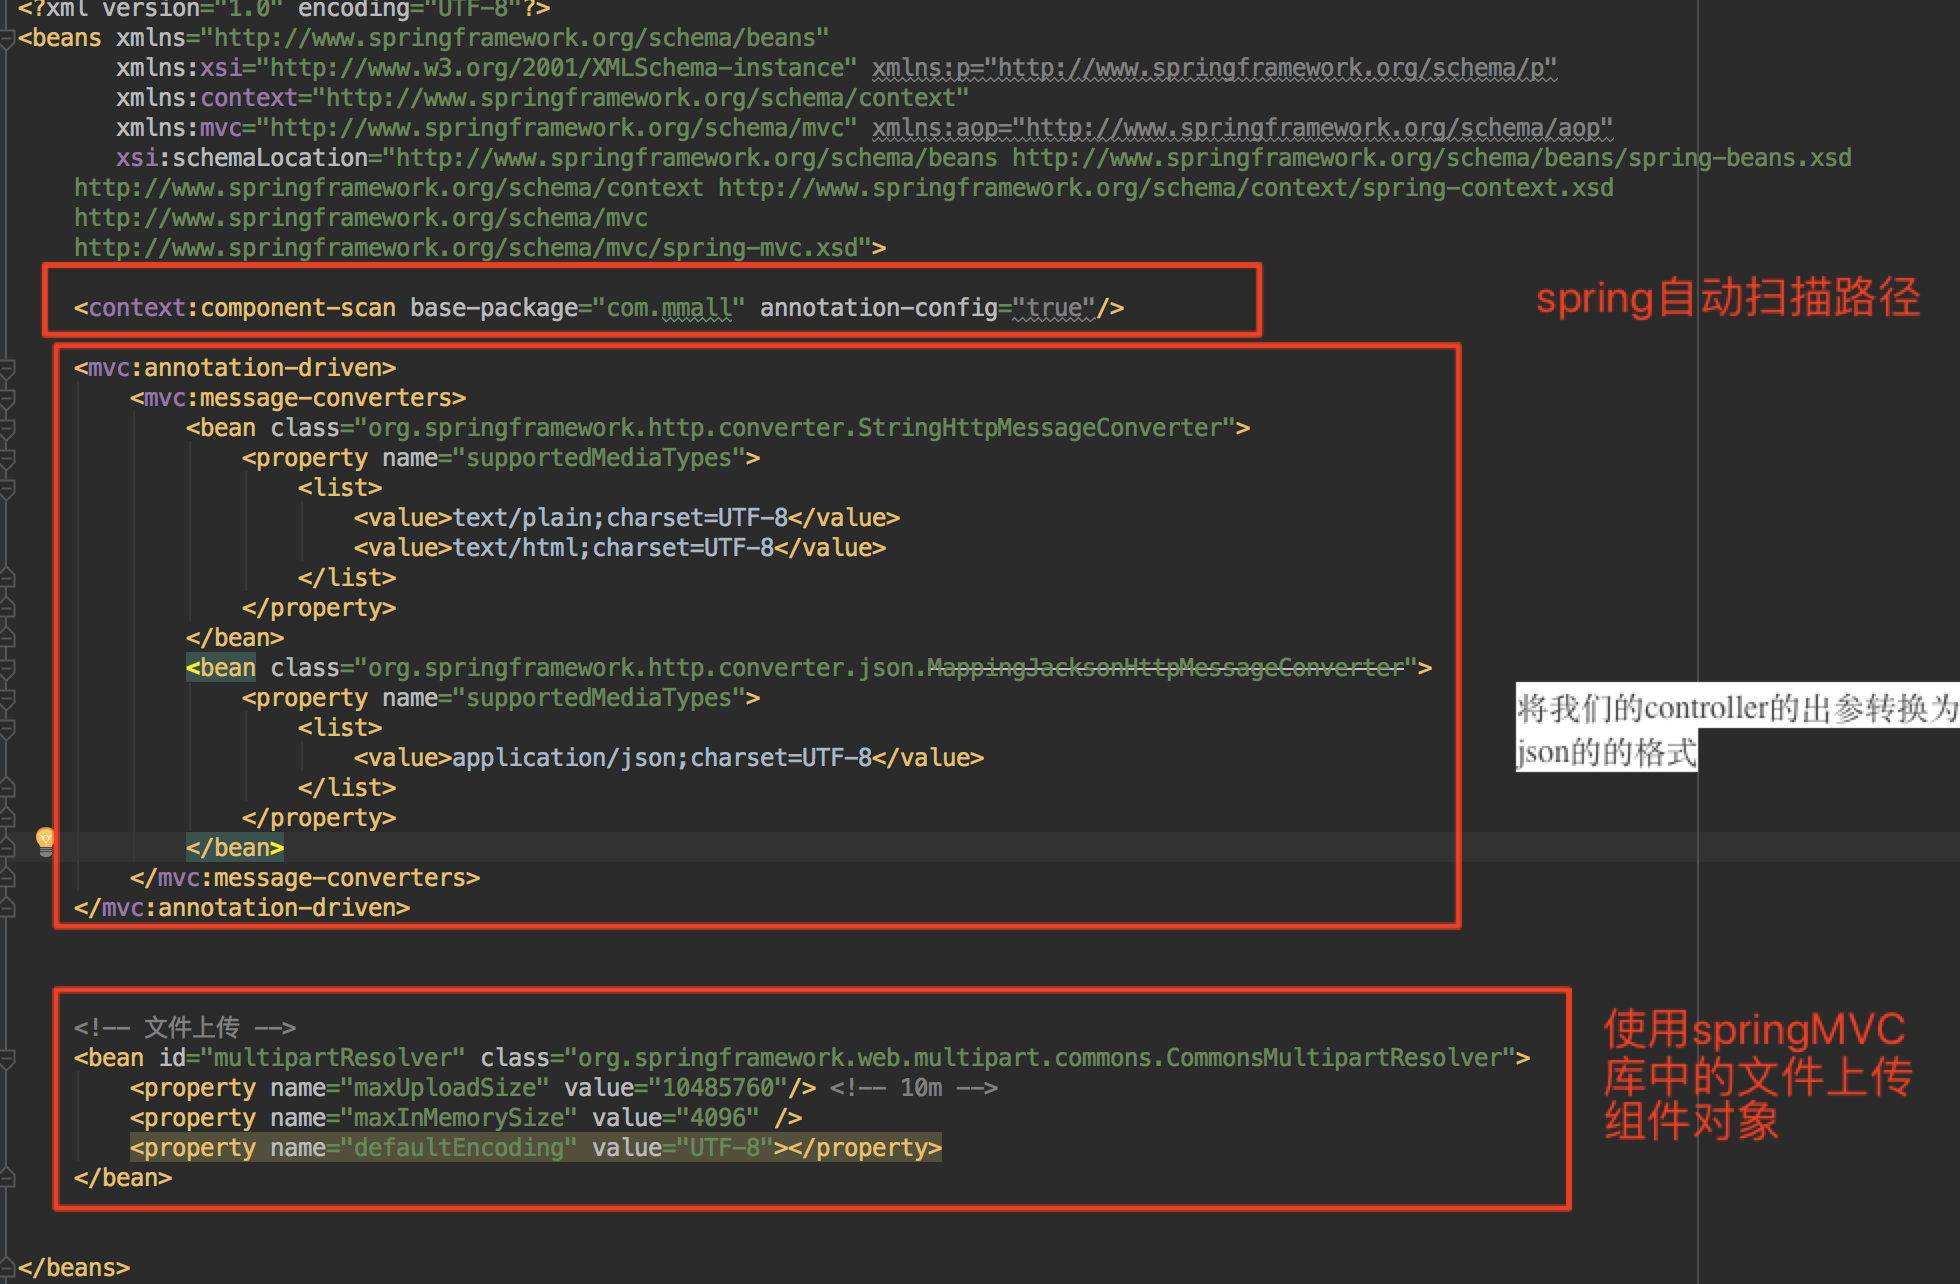 <?xml version="1.0" encoding="UTF-8"?>
<beans xmlns="http://www.springframework.org/schema/beans"
xmlns:xsi="http://www.w3.org/2001/XMLSchema-instance" xmlns:p="http://www.springframework.org/schema/p"
xmlns:context="http://www.springframework.org/schema/context"
xmlns:mvc="http://www.springframework.org/schema/mvc" xmlns:aop="http://www.springframework.org/schema/aop"
xsi:schemaLocation="http://www.springframework.org/schema/beans http://www.springframework.org/schema/beans/spring-beans.xsd
http://www.springframework.org/schema/context http://www.springframework.org/schema/context/spring-context.xsd
http://www.springframework.org/schema/mvc
http://www.springframework.org/schema/mvc/spring-mvc.xsd">
<context:component-scan base-package="com.mmall" annotation-config="true"/>
spring自动扫描路径
<mvc:annotation-driven>
<mvc:message-converters>
<bean class="org.springframework.http.converter.StringHttpMessageConverter">
<property name="supportedMediaTypes">
<list>
<value>text/plain;charset=UTF-8</value>
<value>text/html;charset=UTF-8</value>
</list>
</property>
</bean>
<bean class="org.springframework.http.converter.json.MappingJacksonHttpMessageConverter">
<property name="supportedMediaTypes">
<list>
<value>application/json;charset=UTF-8</value>
</list>
</property>
</bean>
</mvc:message-converters>
</mvc:annotation-driven>
将我们的controller的出参转换为
json的的格式
<!-- 文件上传 -->
<bean id="multipartResolver" class="org.springframework.web.multipart.commons.CommonsMultipartResolver">
<property name="maxUploadSize" value="10485760"/> <!-- 10m -->
<property name="maxInMemorySize" value="4096" />
<property name="defaultEncoding" value="UTF-8"></property>
</bean>
使用springMVC
库中的文件上传
组件对象
</beans>